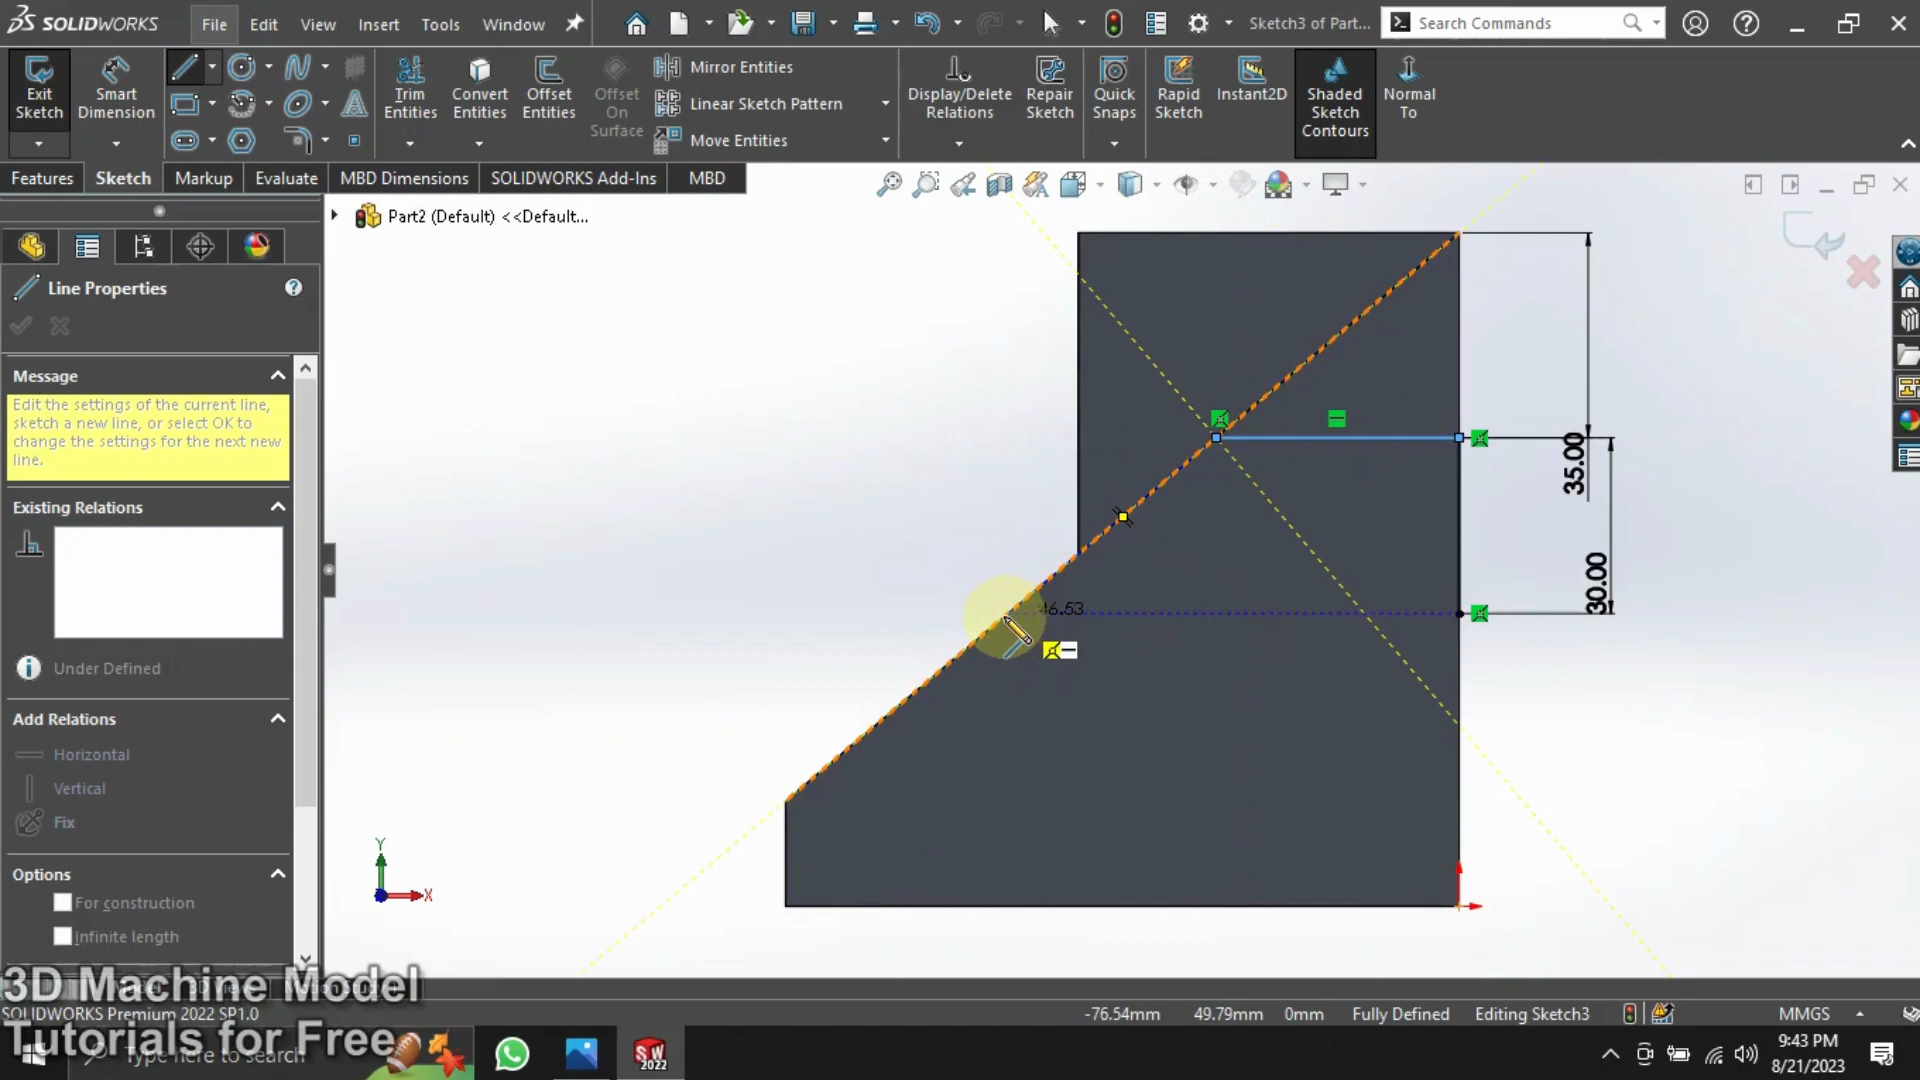 SOLIDWORKS
File Edit View Insert Tools Window
Sketch3 of Part...
Search Commands
Exit Sketch
Smart Dimension
Trim Entities
Convert Entities
Offset Entities
Offset On Surface
Mirror Entities
Linear Sketch Pattern
Move Entities
Display/Delete Relations
Repair Sketch
Quick Snaps
Rapid Sketch
Instant2D
Shaded Sketch Contours
Normal To
Features Sketch Markup Evaluate MBD Dimensions SOLIDWORKS Add-Ins MBD
Part2 (Default) <<Default...
Line Properties
Message
Edit the settings of the current line,
sketch a new line, or select OK to
change the settings for the next new
line.
Existing Relations
Under Defined
Add Relations
Horizontal
Vertical
Fix
Options
For construction
Infinite length
35.00
30.00
46.53
Y
X
3D Machine Model
Tutorials for Free
SOLIDWORKS Premium 2022 SP1.0
-76.54mm 49.79mm 0mm Fully Defined Editing Sketch3 MMGS
Type here to search
SW
2022
9:43 PM
8/21/2023